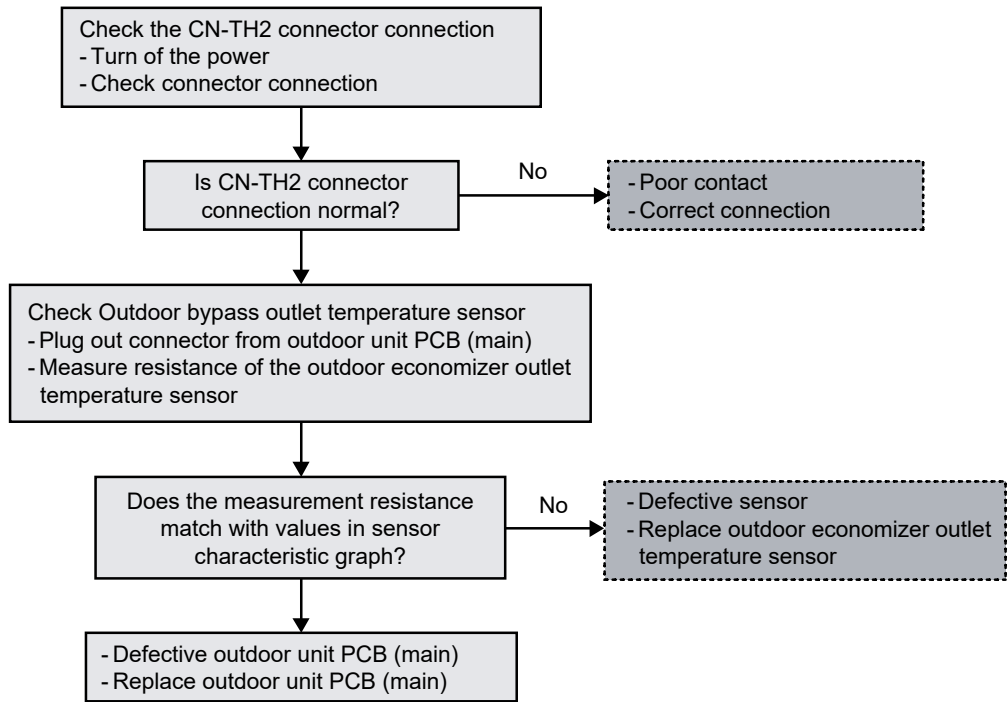 Check the CN-TH2 connector connection
- Turn of the power
- Check connector connection
Is CN-TH2 connector
connection normal?
No
- Poor contact
- Correct connection
Check Outdoor bypass outlet temperature sensor
- Plug out connector from outdoor unit PCB (main)
- Measure resistance of the outdoor economizer outlet
temperature sensor
Does the measurement resistance
match with values in sensor
characteristic graph?
No
- Defective sensor
- Replace outdoor economizer outlet
temperature sensor
- Defective outdoor unit PCB (main)
- Replace outdoor unit PCB (main)